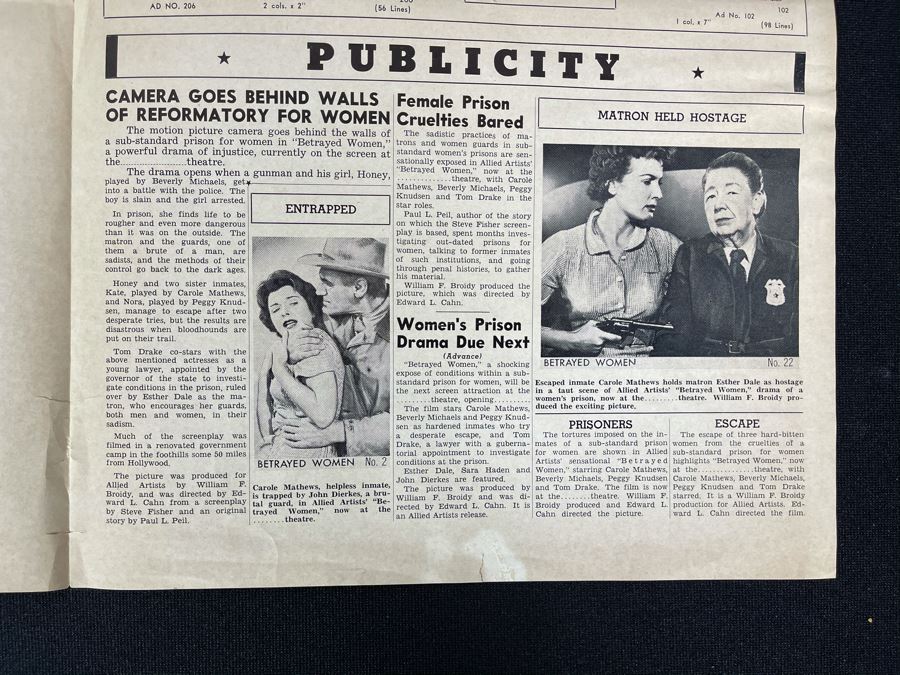 AD NO. 206
2 cols. x 2"
(56 Lines)
1 col. x 7"
Ad No. 102
102
(98 Lines)
★ PUBLICITY ★
CAMERA GOES BEHIND WALLS
OF REFORMATORY FOR WOMEN
The motion picture camera goes behind the walls of
a sub-standard prison for women in "Betrayed Women,"
a powerful drama of injustice, currently on the screen at
the....................theatre.
The drama opens when a gunman and his girl, Honey,
played by Beverly Michaels, get
into a battle with the police. The
boy is slain and the girl arrested.
In prison, she finds life to be
rougher and even more dangerous
than it was on the outside. The
matron and the guards, one of
them a brute of a man, are
sadists, and the methods of their
control go back to the dark ages.
Honey and two sister inmates,
Kate, played by Carole Mathews,
and Nora, played by Peggy Knud-
sen, manage to escape after two
desperate tries, but the results are
disastrous when bloodhounds are
put on their trail.
Tom Drake co-stars with the
above mentioned actresses as a
young lawyer, appointed by the
governor of the state to investi-
gate conditions in the prison, ruled
over by Esther Dale as the ma-
tron, who encourages her guards,
both men and women, in their
sadism.
Much of the screenplay was
filmed in a renovated government
camp in the foothills some 50 miles
from Hollywood.
The picture was produced for
Allied Artists by William F.
Broidy, and was directed by Ed-
ward L. Cahn from a screenplay
by Steve Fisher and an original
story by Paul L. Peil.
ENTRAPPED
BETRAYED WOMEN No. 2
Carole Mathews, helpless inmate,
is trapped by John Dierkes, a bru-
tal guard, in Allied Artists' "Be-
trayed Women," now at the
.........theatre.
Female Prison
Cruelties Bared
The sadistic practices of ma-
trons and women guards in sub-
standard women's prisons are sen-
sationally exposed in Allied Artists'
"Betrayed Women," now at the
..............theatre, with Carole
Mathews, Beverly Michaels, Peggy
Knudsen and Tom Drake in the
star roles.
Paul L. Peil, author of the story
on which the Steve Fisher screen-
play is based, spent months inves-
tigating out-dated prisons for
women, talking to former inmates
of such institutions, and going
through penal histories, to gather
his material.
William F. Broidy produced the
picture, which was directed by
Edward L. Cahn.
Women's Prison
Drama Due Next
(Advance)
"Betrayed Women," a shocking
expose of conditions within a sub-
standard prison for women, will be
the next screen attraction at the
.............theatre, opening..........
The film stars Carole Mathews,
Beverly Michaels and Peggy Knud-
sen as hardened inmates who try
a desperate escape, and Tom
Drake, a lawyer with a guberna-
torial appointment to investigate
conditions at the prison.
Esther Dale, Sara Haden and
John Dierkes are featured.
The picture was produced by
William F. Broidy and was di-
rected by Edward L. Cahn. It is
an Allied Artists release.
MATRON HELD HOSTAGE
BETRAYED WOMEN No. 22
Escaped inmate Carole Mathews holds matron Esther Dale as hostage
in a taut scene of Allied Artists' "Betrayed Women," drama of a
women's prison, now at the.........theatre. William F. Broidy pro-
duced the exciting picture.
PRISONERS
The tortures imposed on the in-
mates of a sub-standard prison
for women are shown in Allied
Artists' sensational "Betrayed
Women," starring Carole Mathews,
Beverly Michaels, Peggy Knudsen
and Tom Drake. The film is now
at the........theatre. William F.
Broidy produced and Edward L.
Cahn directed the picture.
ESCAPE
The escape of three hard-bitten
women from the cruelties of a
sub-standard prison for women
highlights "Betrayed Women," now
at the..............theatre, with
Carole Mathews, Beverly Michaels,
Peggy Knudsen and Tom Drake
starred. It is a William F. Broidy
production for Allied Artists. Ed-
ward L. Cahn directed the film.